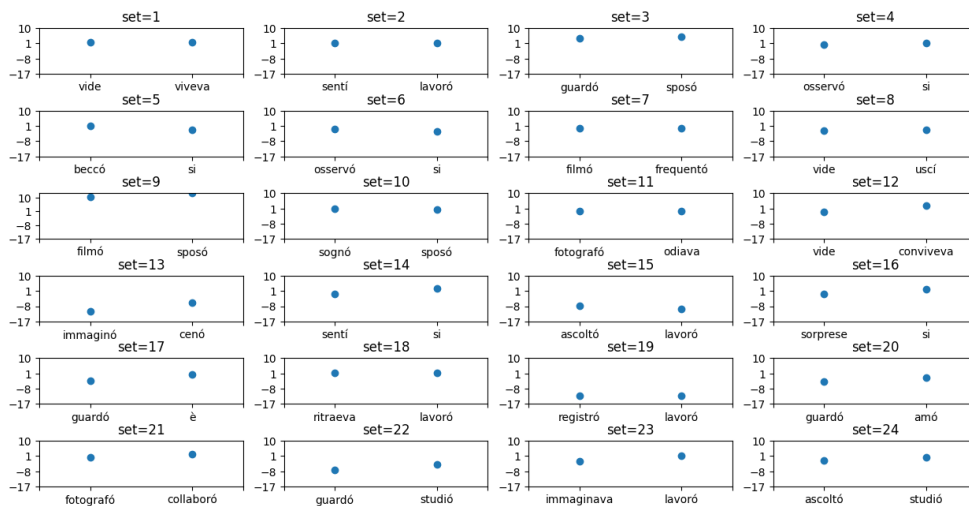 set=1 set=2 set=3 set=4
10 10 10 10
1 1 1 1
−8 −8 −8 −8
−17 −17 −17 −17
vide viveva sentí lavoró guardó sposó osservó si
set=5 set=6 set=7 set=8
10 10 10 10
1 1 1 1
−8 −8 −8 −8
−17 −17 −17 −17
beccó si osservó si filmó frequentó vide uscí
set=9 set=10 set=11 set=12
10 10 10 10
1 1 1 1
−8 −8 −8 −8
−17 −17 −17 −17
filmó sposó sognó sposó fotografó odiava vide conviveva
set=13 set=14 set=15 set=16
10 10 10 10
1 1 1 1
−8 −8 −8 −8
−17 −17 −17 −17
immaginó cenó sentí si ascoltó lavoró sorprese si
set=17 set=18 set=19 set=20
10 10 10 10
1 1 1 1
−8 −8 −8 −8
−17 −17 −17 −17
guardó è ritraeva lavoró registró lavoró guardó amó
set=21 set=22 set=23 set=24
10 10 10 10
1 1 1 1
−8 −8 −8 −8
−17 −17 −17 −17
fotografó collaboró guardó studió immaginava lavoró ascoltó studió